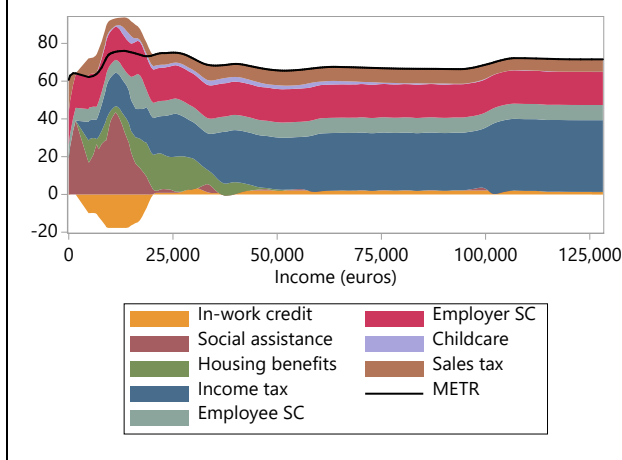 80
60
40
20
0
-20
0 25,000 50,000 75,000 100,000 125,000
Income (euros)
In-work credit
Social assistance
Housing benefits
Income tax
Employee SC
Employer SC
Childcare
Sales tax
METR